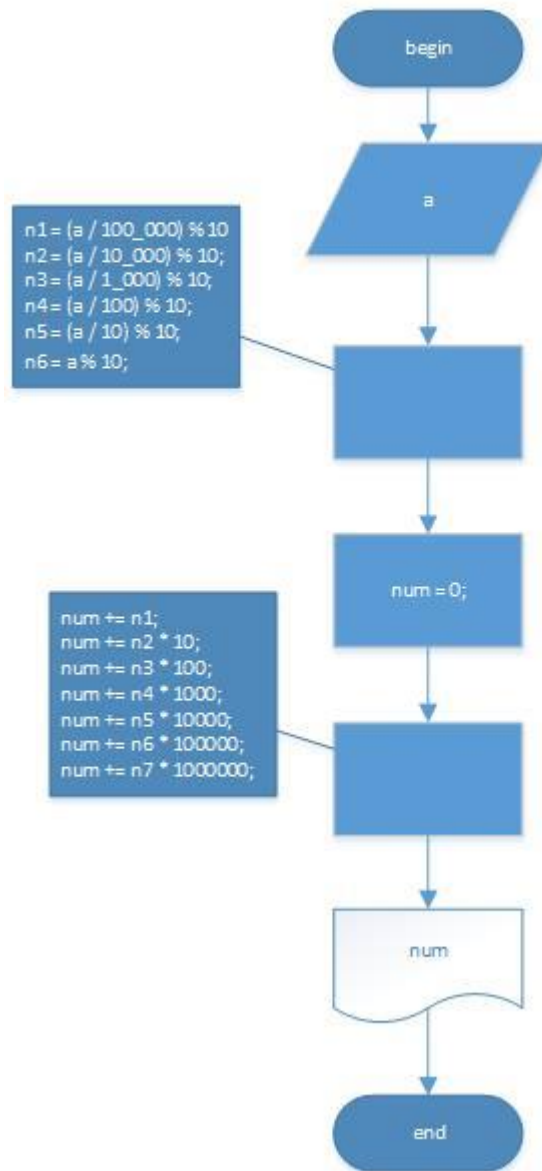 begin
a
n1 = (a / 100_000) % 10
n2 = (a / 10_000) % 10;
n3 = (a / 1_000) % 10;
n4 = (a / 100) % 10;
n5 = (a / 10) % 10;
n6 = a % 10;
num = 0;
num += n1;
num += n2 * 10;
num += n3 * 100;
num += n4 * 1000;
num += n5 * 10000;
num += n6 * 100000;
num += n7 * 1000000;
num
end